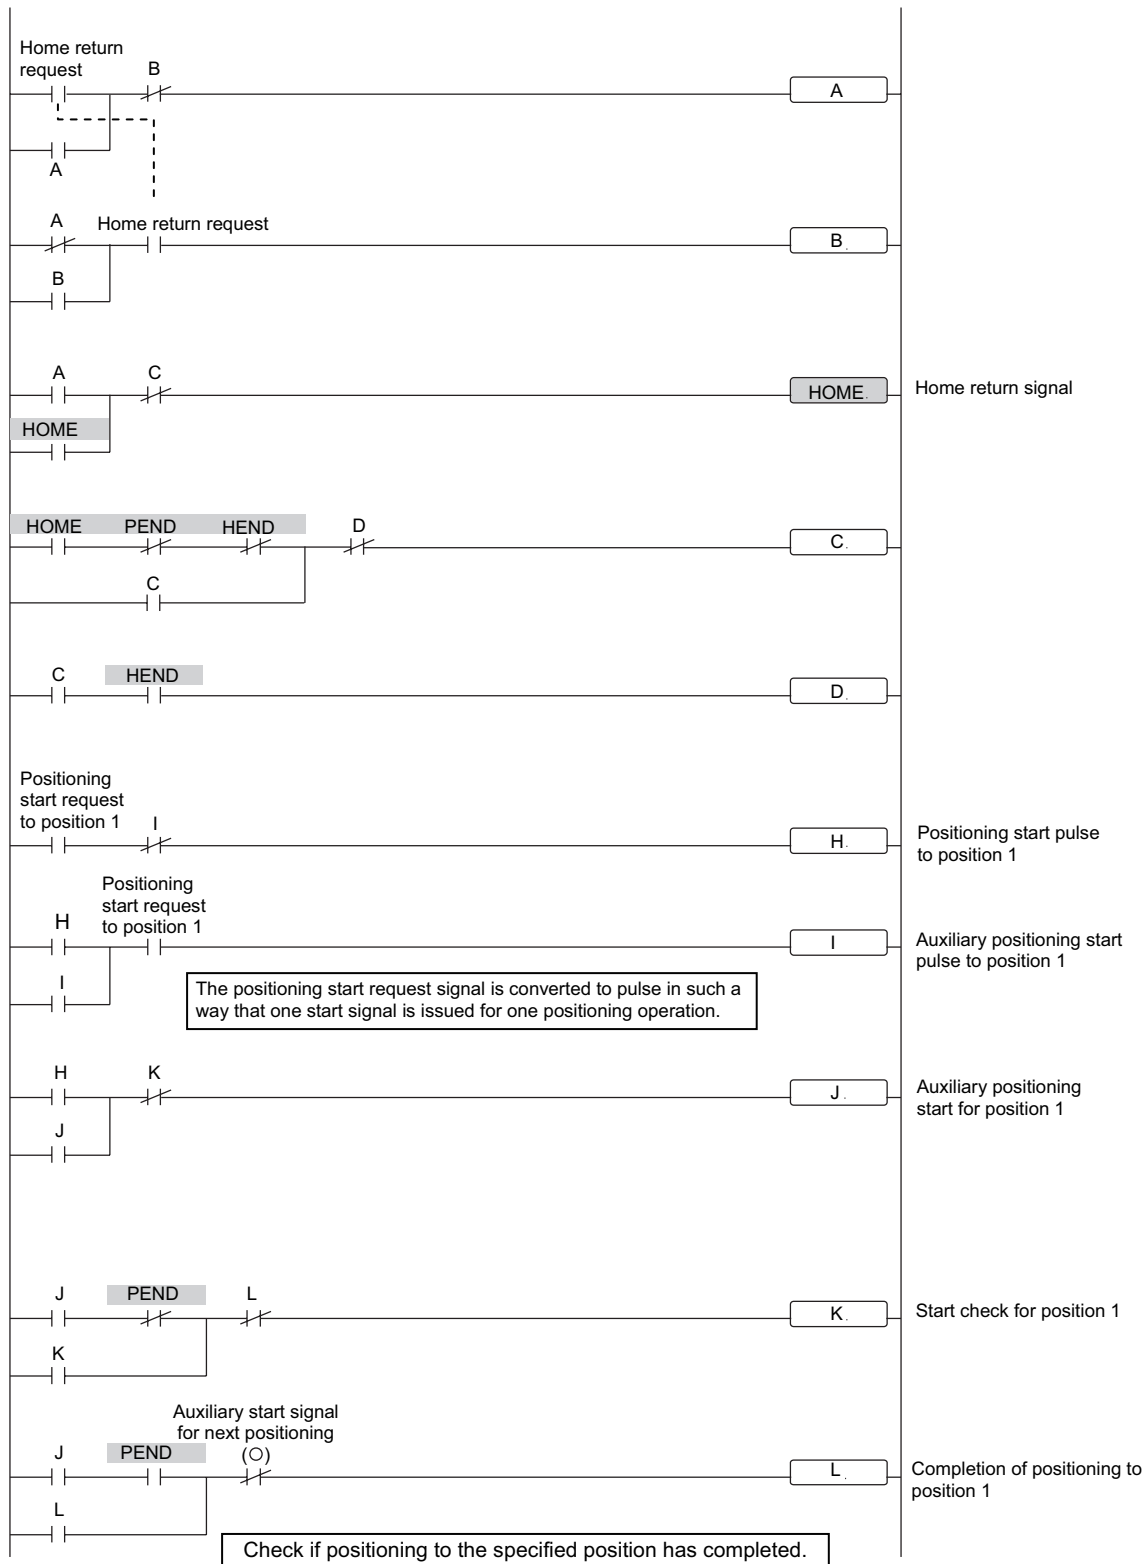 Home return
request
B
A
A
A
Home return request
B
B
A
C
HOME
Home return signal
HOME
HOME
PEND
HEND
D
C
C
C
HEND
D
Positioning
start request
to position 1
I
H
Positioning start pulse
to position 1
Positioning
start request
to position 1
H
I
Auxiliary positioning start
pulse to position 1
I
The positioning start request signal is converted to pulse in such a
way that one start signal is issued for one positioning operation.
H
K
J
Auxiliary positioning
start for position 1
J
J
PEND
L
K
Start check for position 1
K
Auxiliary start signal
for next positioning
J
PEND
(O)
L
Completion of positioning to
position 1
L
Check if positioning to the specified position has completed.